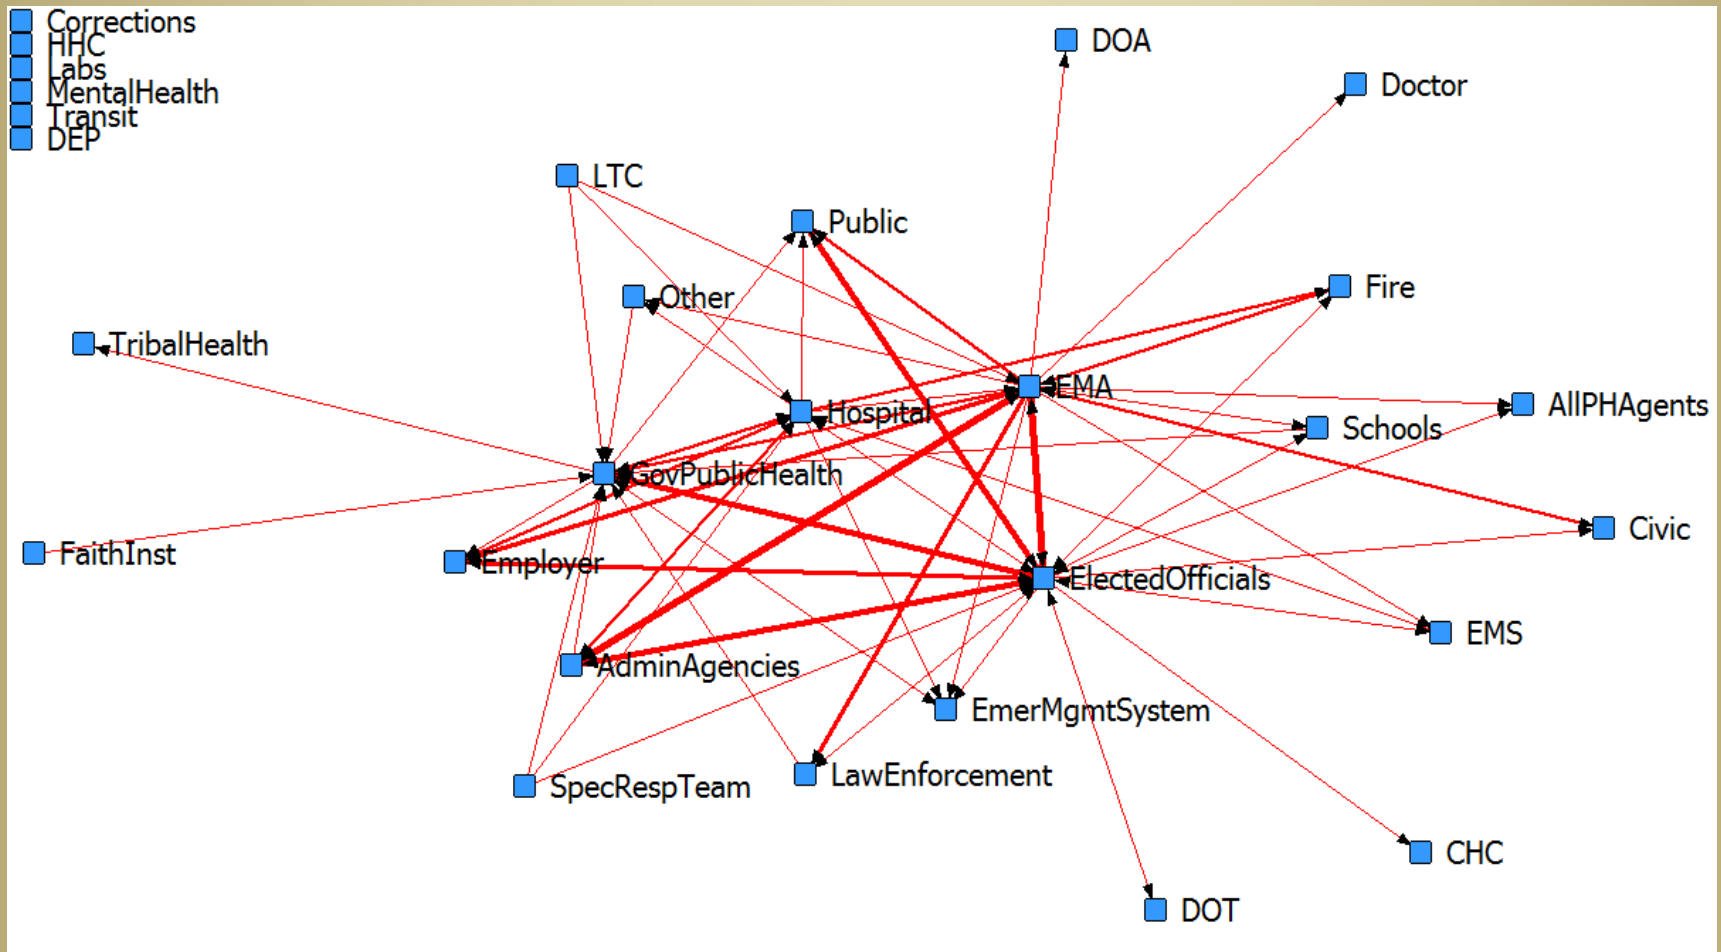 Corrections
HHC
Labs
MentalHealth
Transit
DEP
DOA
Doctor
LTC
Public
Fire
Other
TribalHealth
EMA
AllPHAgents
Hospital
Schools
GovPublicHealth
Civic
FaithInst
Employer
ElectedOfficials
EMS
AdminAgencies
EmerMgmtSystem
LawEnforcement
SpecRespTeam
CHC
DOT